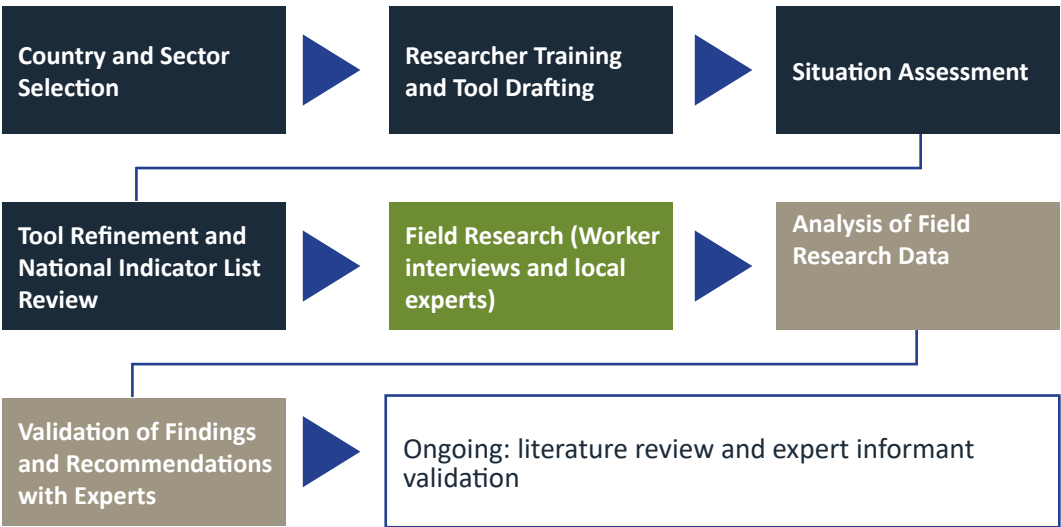 Country and Sector
Selection
Researcher Training
and Tool Drafting
Situation Assessment
Tool Refinement and
National Indicator List
Review
Field Research (Worker
interviews and local
experts)
Analysis of Field
Research Data
Validation of Findings
and Recommendations
with Experts
Ongoing: literature review and expert informant
validation